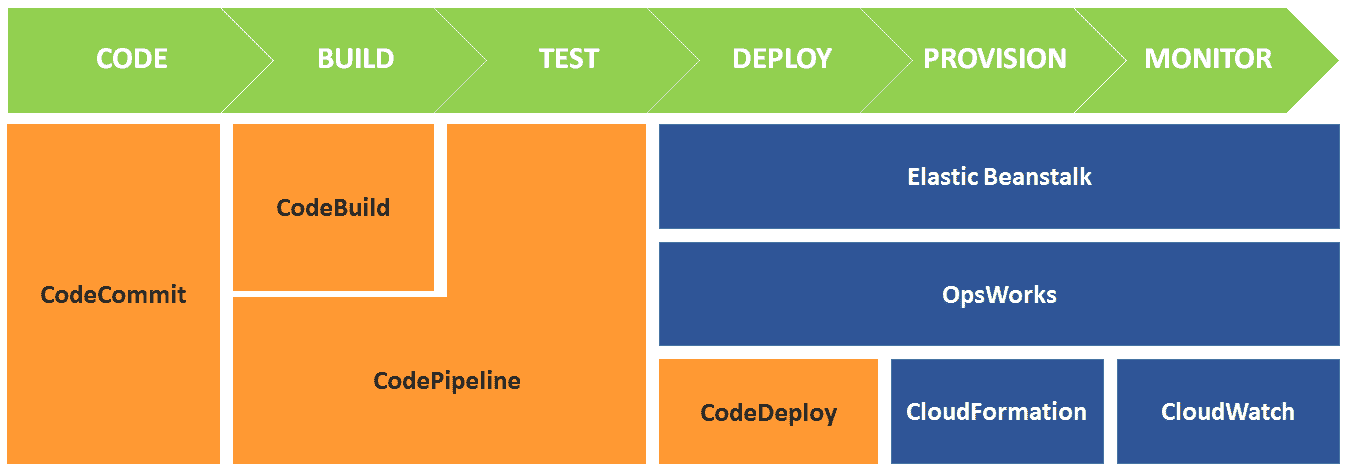 CODE
BUILD
TEST
DEPLOY
PROVISION
MONITOR
CodeCommit
CodeBuild
CodePipeline
Elastic Beanstalk
OpsWorks
CodeDeploy
CloudFormation
CloudWatch